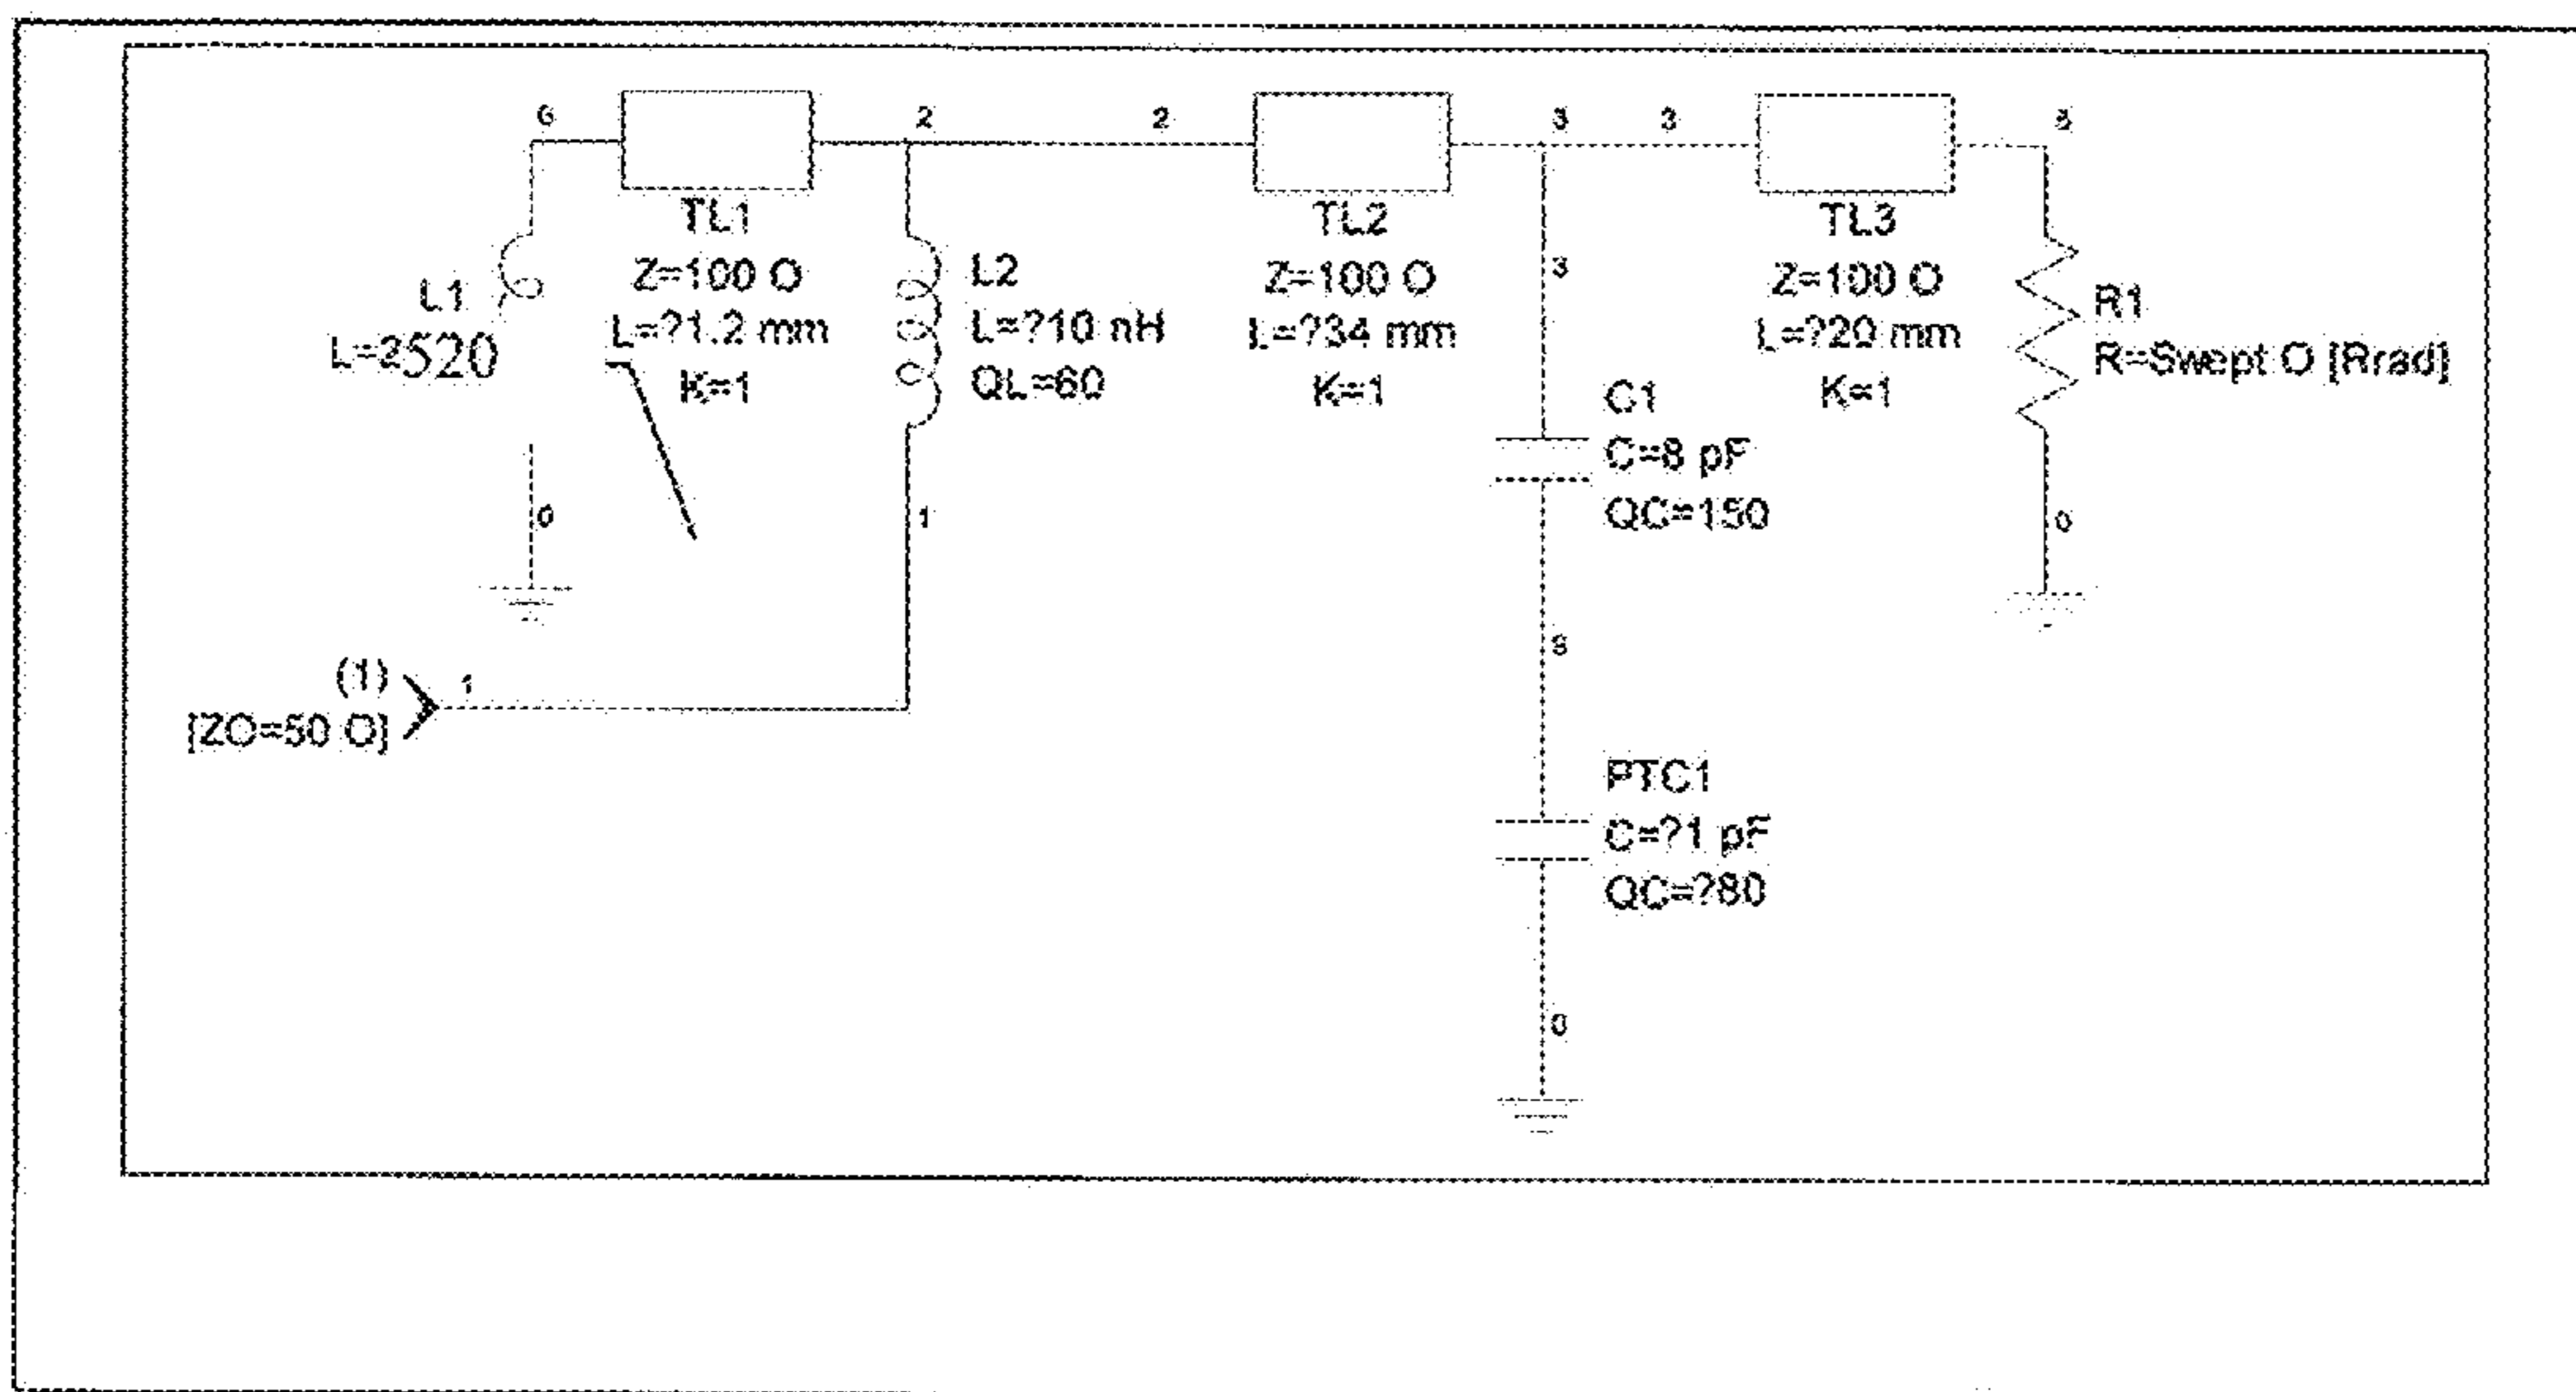 6
2
2
3
3
TL1
Z=100 O
L=?1.2 mm
K=1
L1
L2
L=?10 nH
QL=60
TL2
Z=100 O
L=?34 mm
K=1
3
TL3
Z=100 O
L=?20 mm
K=1
R1
R=Swept O [Rrad]
C1
C=8 pF
QC=150
0
1
0
(1)
1
[ZO=50 O]
PTC1
C=?1 pF
QC=?80
0